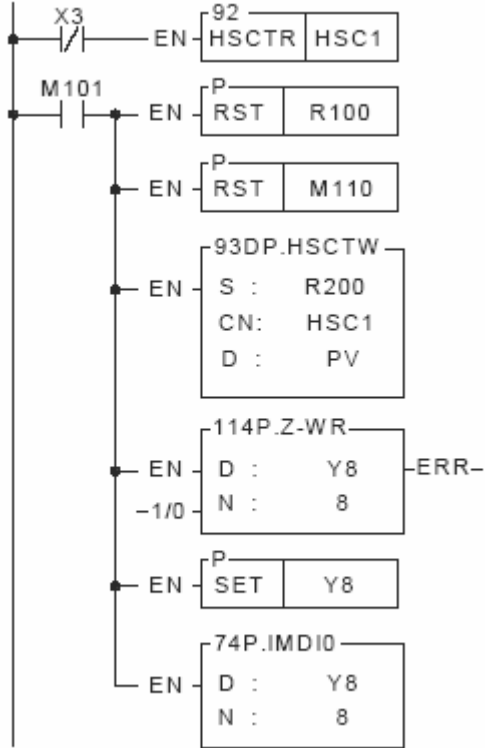 X3
92
EN HSCTR HSC1
M101
P
EN RST R100
P
EN RST M110
93DP.HSCTW
EN S : R200
CN: HSC1
D : PV
114P.Z-WR
EN D : Y8 ERR
–1/0 N : 8
P
EN SET Y8
74P.IMDI0
EN D : Y8
N : 8